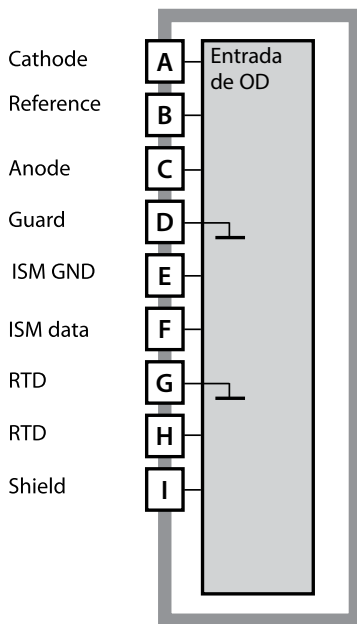 Cathode A Entrada
de OD
Reference B
Anode C
Guard D
ISM GND E
ISM data F
RTD G
RTD H
Shield I